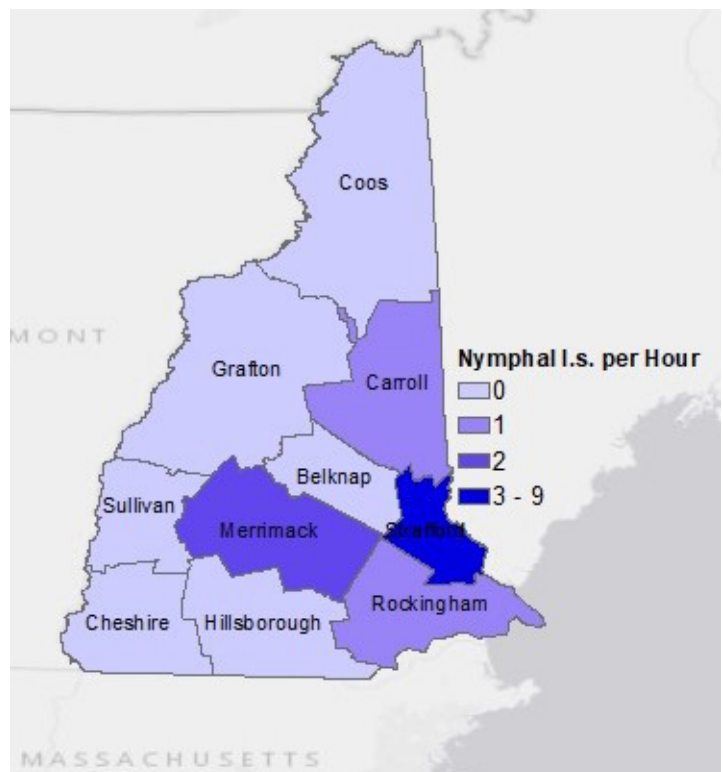 Coos
MONT
Grafton
Carroll
Nymphal I.s. per Hour
0
1
2
3 - 9
Belknap
Sullivan
Merrimack
Strafford
Cheshire
Hillsborough
Rockingham
MASSACHUSETTS